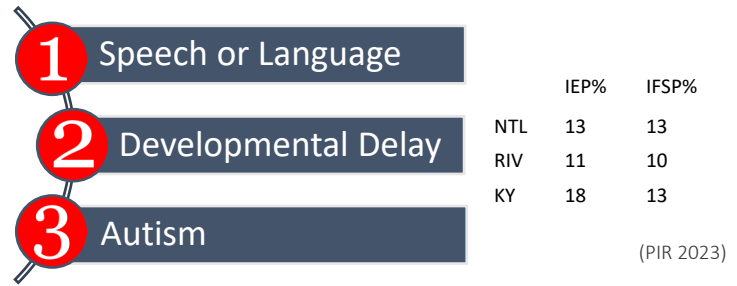 1 Speech or Language
2 Developmental Delay
3 Autism
IEP% IFSP%
NTL 13 13
RIV 11 10
KY 18 13
(PIR 2023)